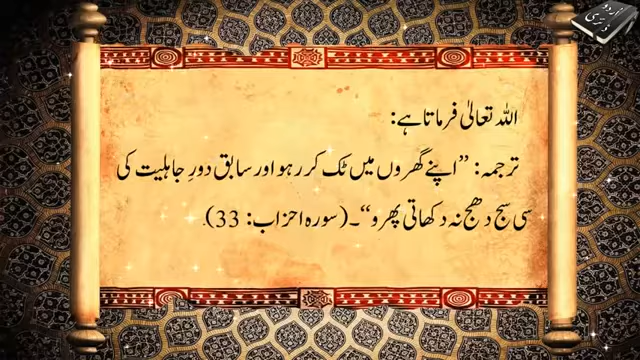 اللہ تعالیٰ فرماتا ہے:
ترجمہ: ”اپنے گھروں میں ٹک کر رہو اور سابق دورِ جاہلیت کی
سی سج دھج نہ دکھاتی پھرو“۔ (سورہ احزاب: 33).